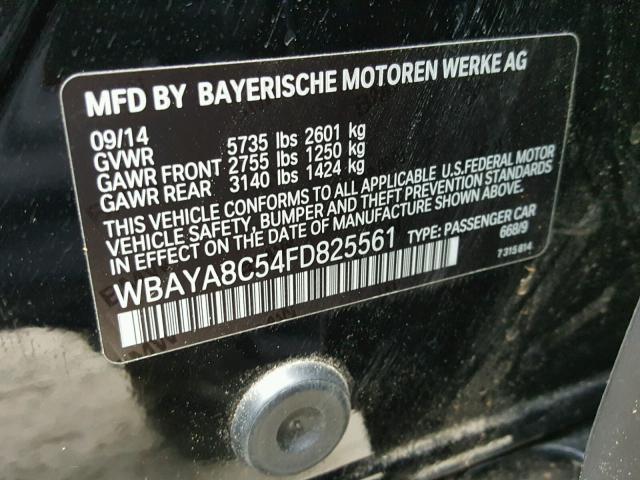 MFD BY BAYERISCHE MOTOREN WERKE AG
09/14
GVWR 5735 lbs 2601 kg
GAWR FRONT 2755 lbs 1250 kg
GAWR REAR 3140 lbs 1424 kg
THIS VEHICLE CONFORMS TO ALL APPLICABLE U.S.FEDERAL MOTOR
VEHICLE SAFETY, BUMPER AND THEFT PREVENTION STANDARDS
IN EFFECT ON THE DATE OF MANUFACTURE SHOWN ABOVE.
WBAYA8C54FD825561 TYPE: PASSENGER CAR
668/9
7 315 814